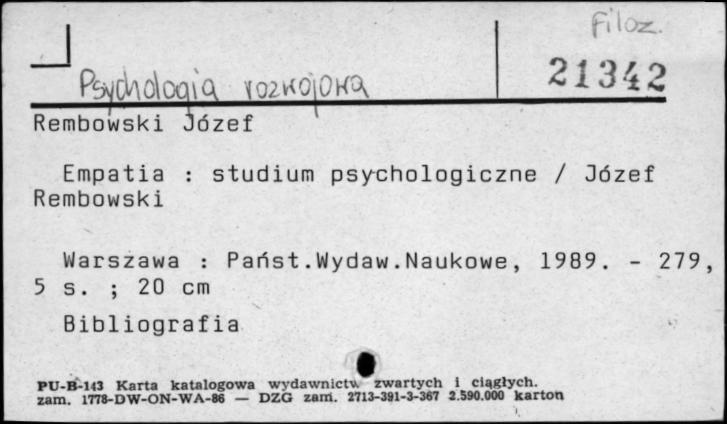 Filoz.
21342
Psychologia rozwojowa
Rembowski Józef
Empatia : studium psychologiczne / Józef
Rembowski
Warszawa : Państ.Wydaw.Naukowe, 1989. - 279,
5 s. ; 20 cm
Bibliografia
PU-B-143 Karta katalogowa wydawnictw zwartych i ciągłych.
zam. 1778-DW-ON-WA-86 — DZG zam. 2713-391-3-367 2.590.000 karton